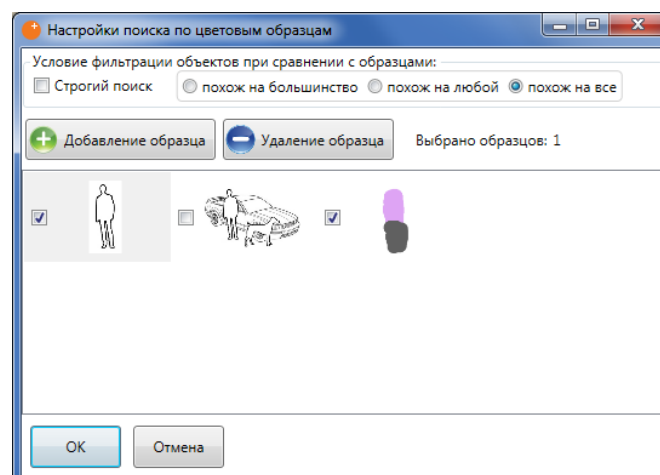 Настройки поиска по цветовым образцам
Условие фильтрации объектов при сравнении с образцами:
Строгий поиск похож на большинство похож на любой похож на все
Добавление образца Удаление образца Выбрано образцов: 1
OK Отмена